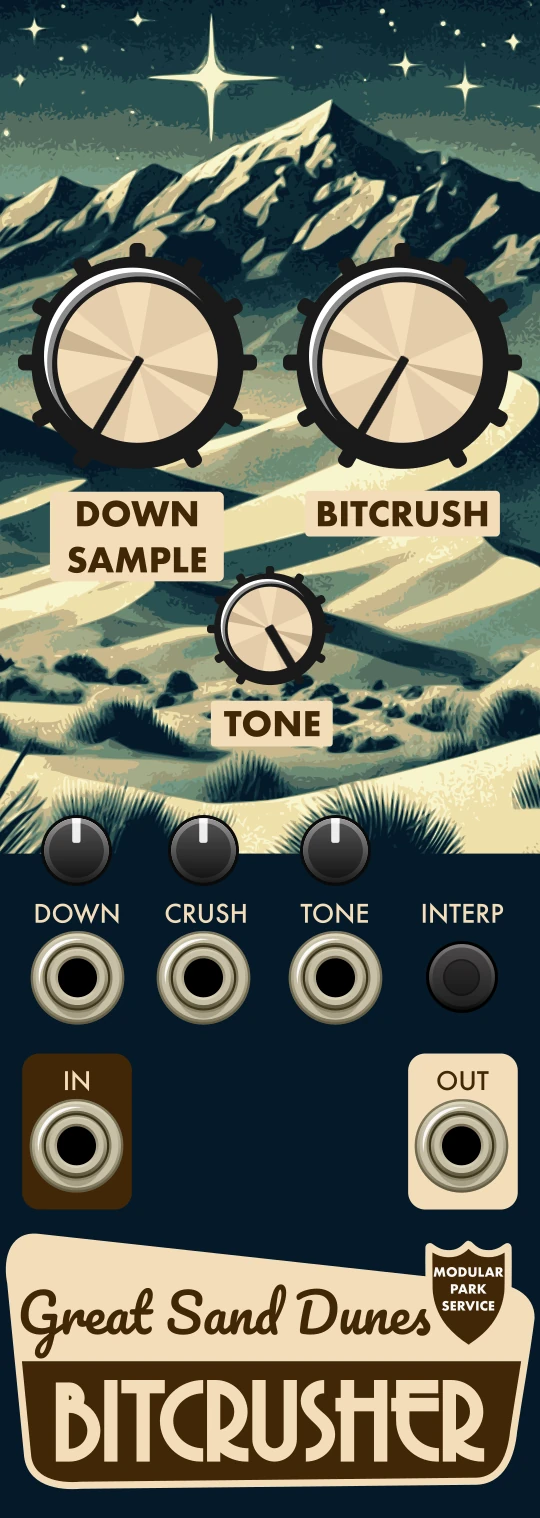 DOWN
SAMPLE
BITCRUSH
TONE
DOWN
CRUSH
TONE
INTERP
IN
OUT
MODULAR
PARK
SERVICE
Great Sand Dunes
BITCRUSHER